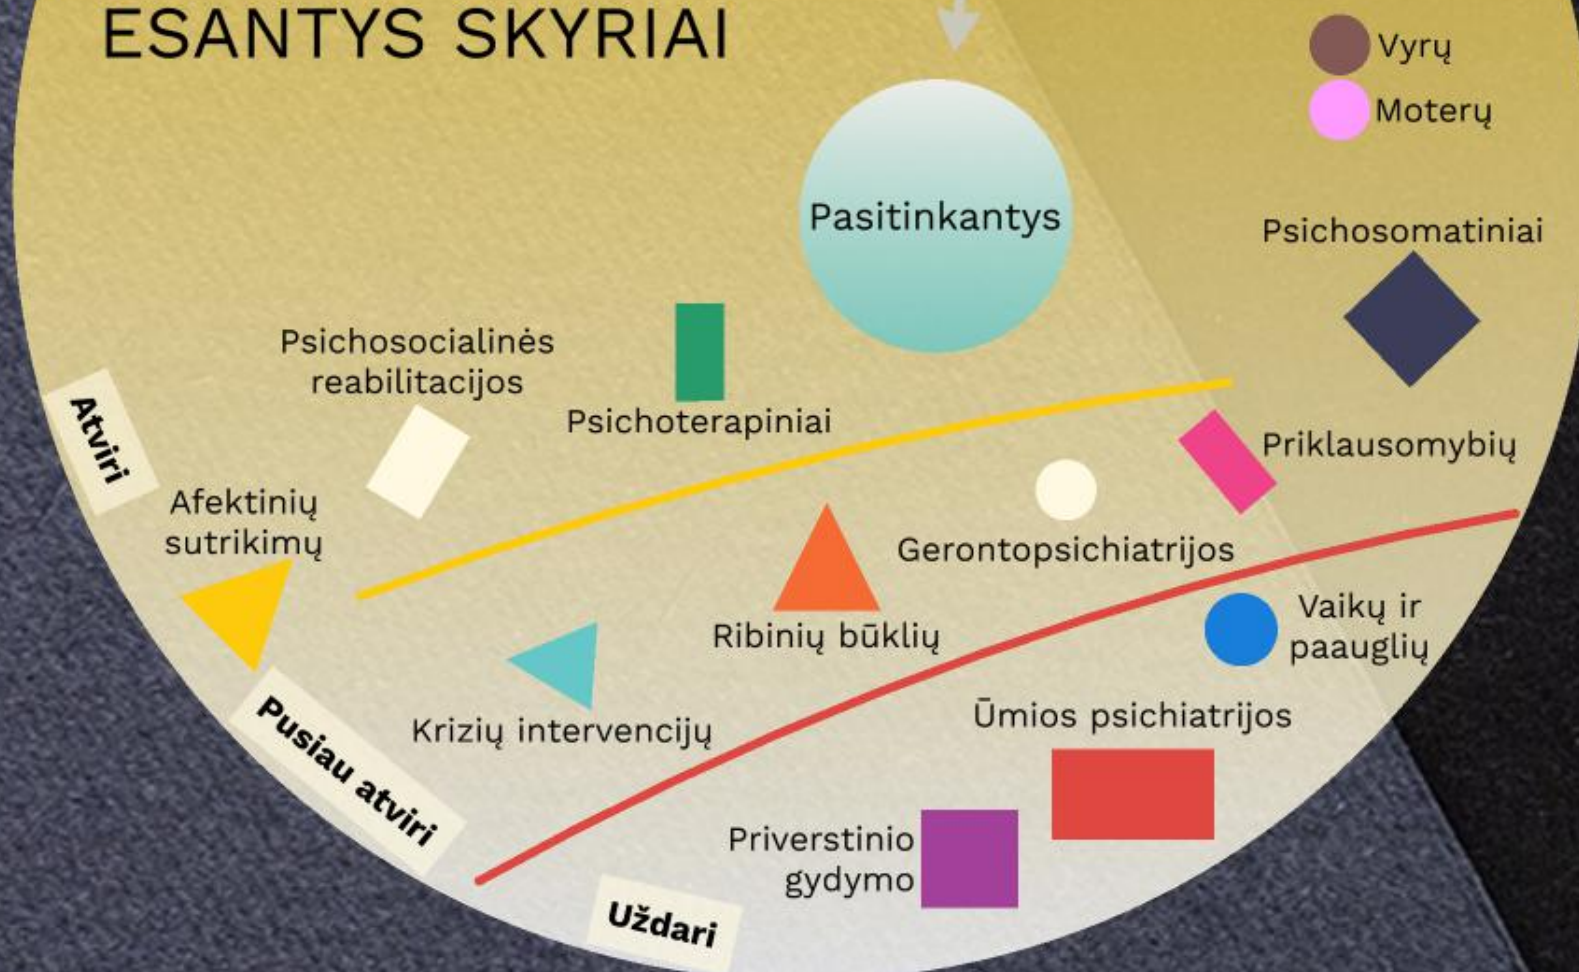 ESANTYS SKYRIAI
Vyrų
Moterų
Pasitinkantys
Psichosomatiniai
Psichosocialinės
reabilitacijos
Psichoterapiniai
Atviri
Priklausomybių
Afektinių
sutrikimų
Gerontopsichiatrijos
Ribinių būklių
Vaikų ir
paauglių
Krizių intervencijų
Ūmios psichiatrijos
Pusiau atviri
Priverstinio
gydymo
Uždari